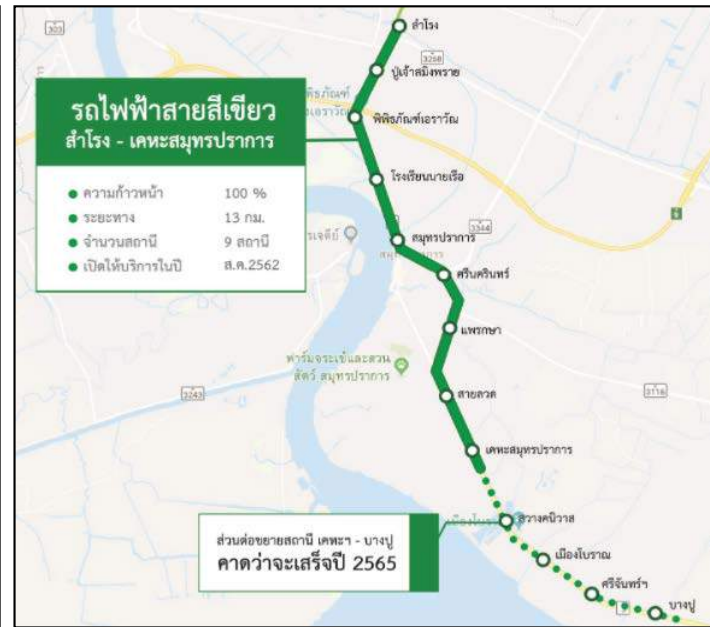 สำโรง
303
3268
ปู่เจ้าสมิงพราย
รถไฟฟ้าสายสีเขียว
สำโรง - เคหะสมุทรปราการ
พิพิธภัณฑ์เอราวัณ
ความก้าวหน้า 100 %
ระยะทาง 13 กม.
จำนวนสถานี 9 สถานี
เปิดให้บริการในปี ส.ค.2562
โรงเรียนนายเรือ
สมุทรปราการ
3344
ศรีนครินทร์
แพรกษา
ฟาร์มจระเข้และสวน
สัตว์ สมุทรปราการ
3243
3116
สายลวด
เคหะสมุทรปราการ
สวางคนิวาส
ส่วนต่อขยายสถานี เคหะฯ - บางปู
คาดว่าจะเสร็จปี 2565
เมืองโบราณ
ศรีจันทร์ฯ
บางปู